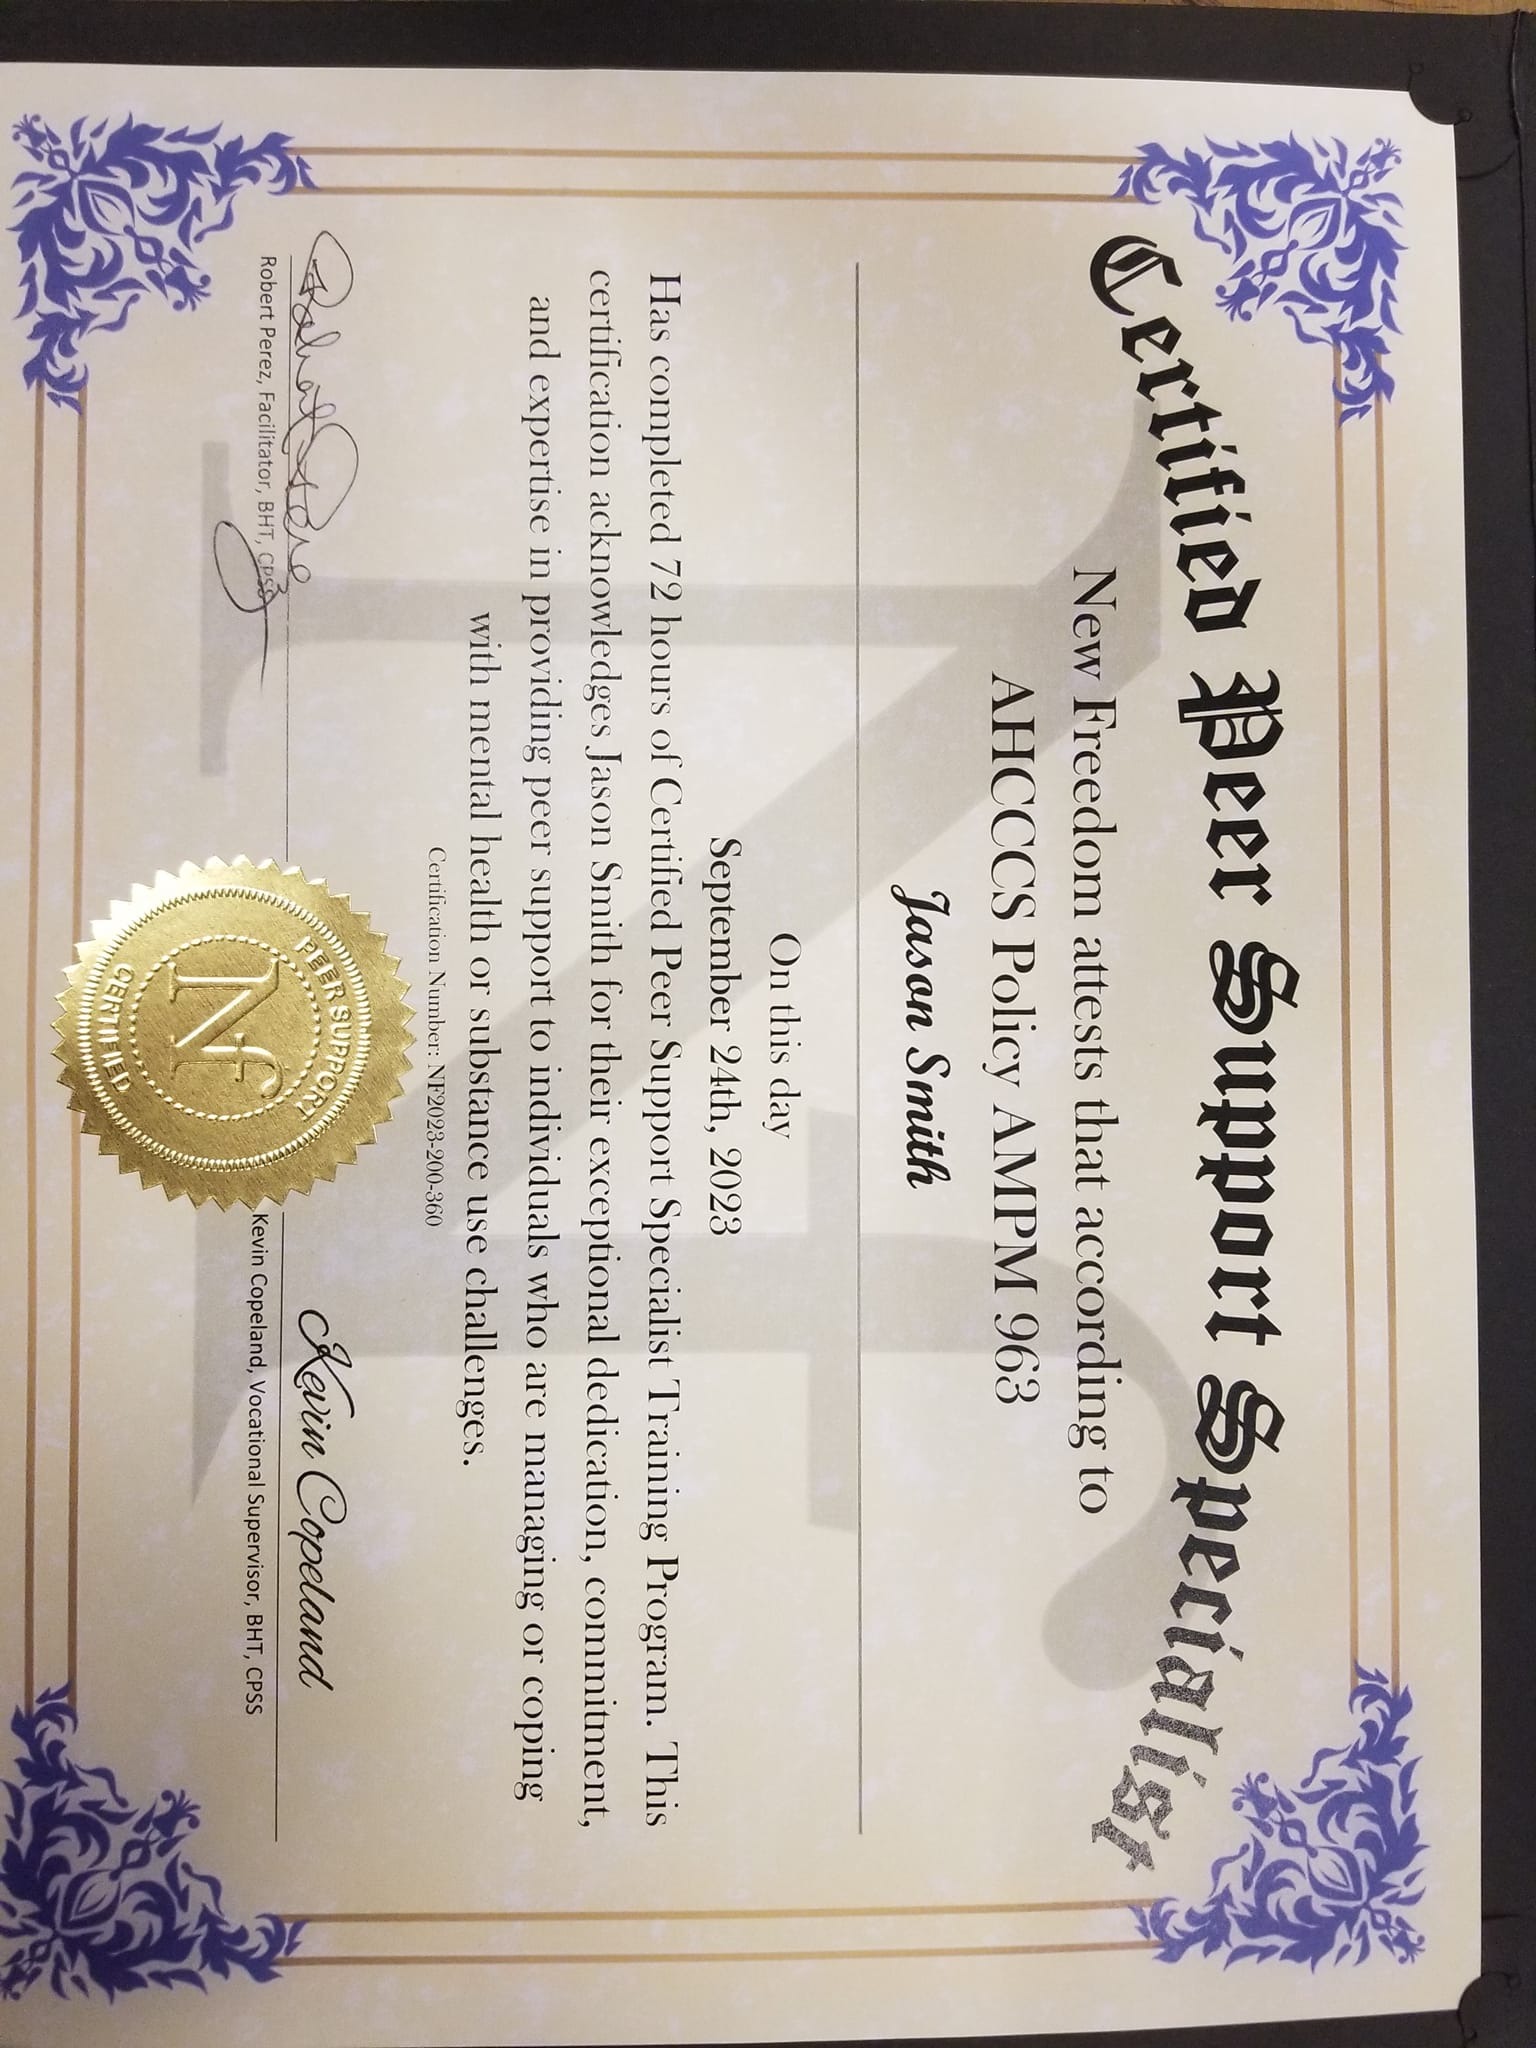 Certified Peer Support Specialist
New Freedom attests that according to
AHCCCS Policy AMPM 963
Jason Smith
On this day
September 24th, 2023
Has completed 72 hours of Certified Peer Support Specialist Training Program. This
certification acknowledges Jason Smith for their exceptional dedication, commitment,
and expertise in providing peer support to individuals who are managing or coping
with mental health or substance use challenges.
Certification Number: NF2023-200-360
Kevin Copeland
Robert Perez, Facilitator, BHT, CPSS
Kevin Copeland, Vocational Supervisor, BHT, CPSS
PEER SUPPORT
Nf
CERTIFIED